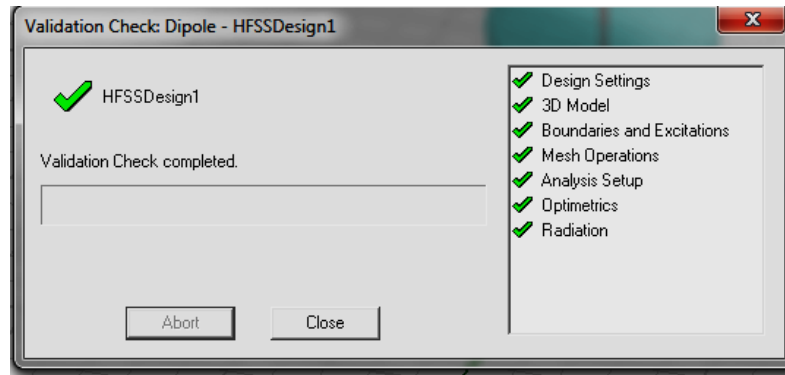 Validation Check: Dipole - HFSSDesign1
HFSSDesign1
Validation Check completed.
Abort
Close
Design Settings
3D Model
Boundaries and Excitations
Mesh Operations
Analysis Setup
Optimetrics
Radiation